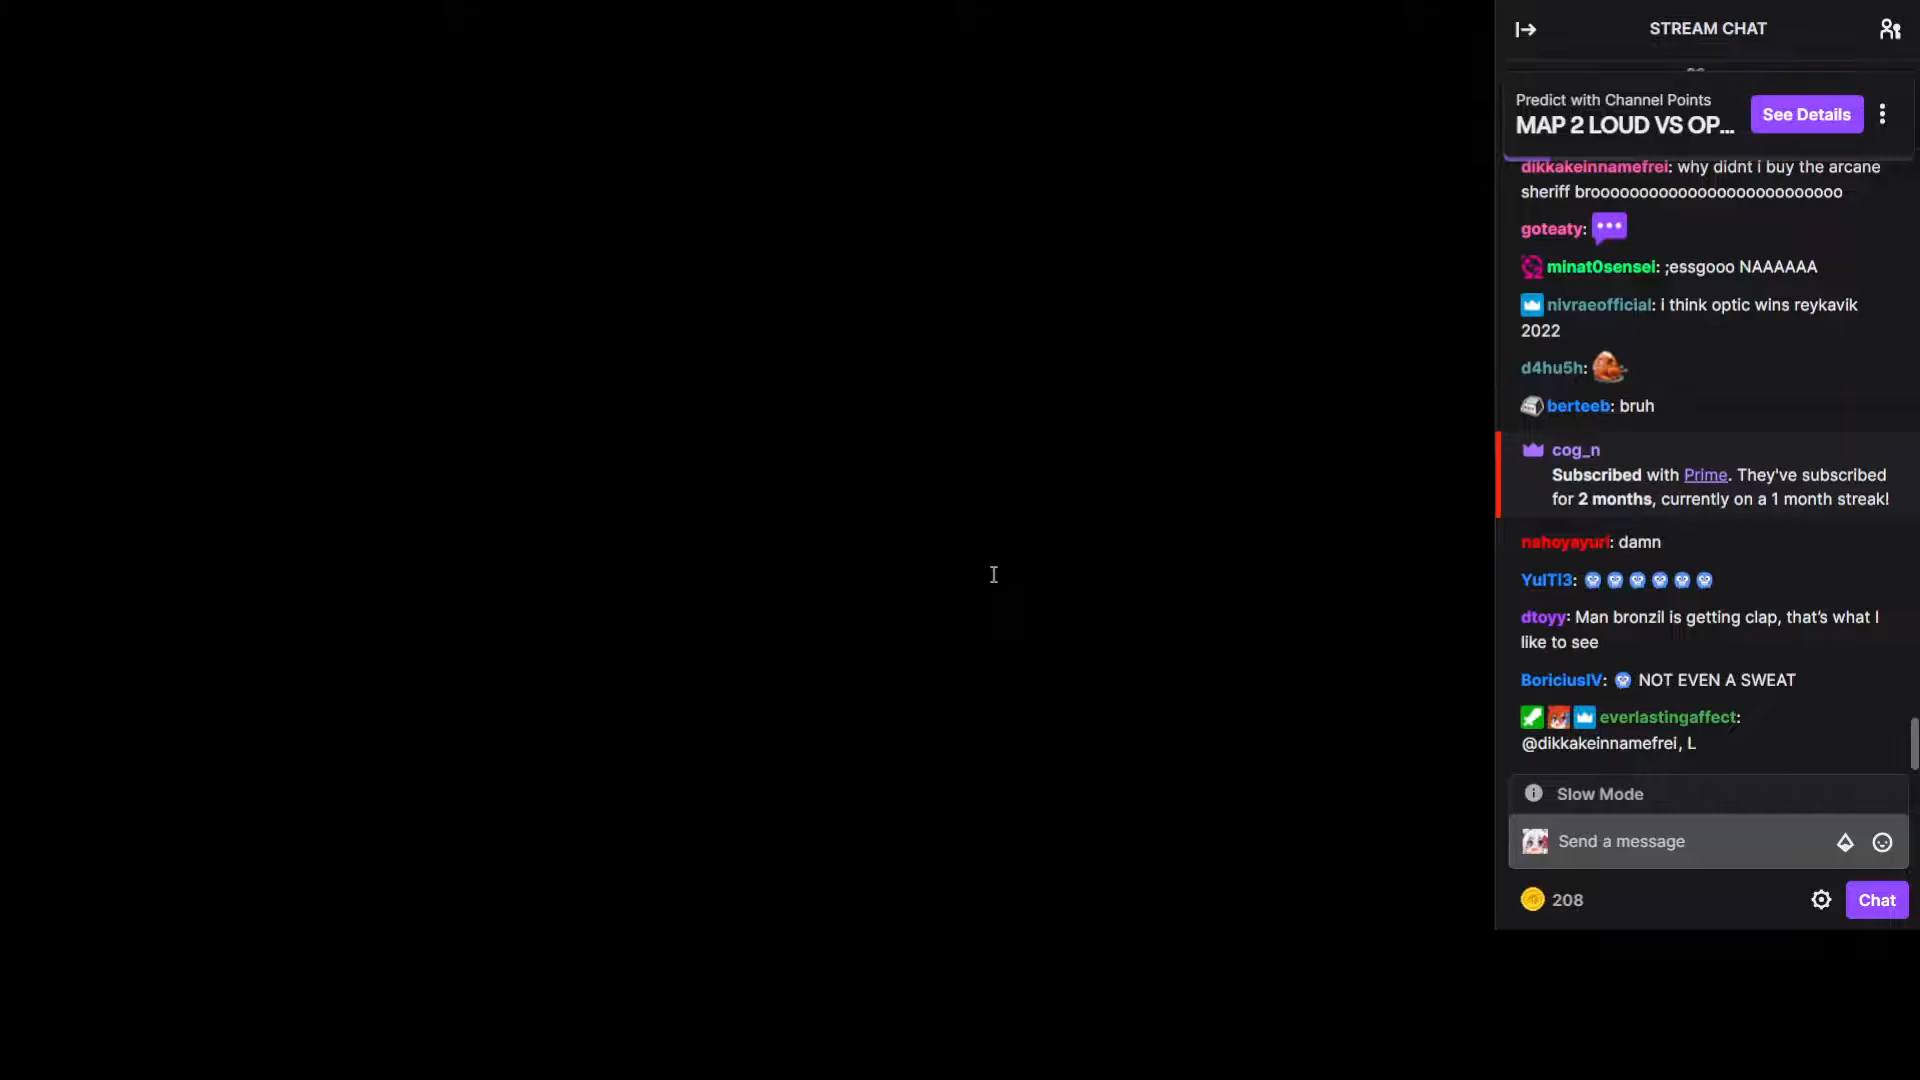 STREAM CHAT
Predict with Channel Points
MAP 2 LOUD VS OP...
See Details
dikkakeinnamefrei: why didnt i buy the arcane
sheriff brooooooooooooooooooooooooo
goteaty:
minat0sensei: ;essgooo NAAAAAA
nivraeofficial: i think optic wins reykavik
2022
d4hu5h:
berteeb: bruh
cog_n
Subscribed with Prime. They've subscribed
for 2 months, currently on a 1 month streak!
nahoyayuri: damn
YulTl3:
dtoyy: Man bronzil is getting clap, that's what I
like to see
BoriciusIV: NOT EVEN A SWEAT
everlastingaffect:
@dikkakeinnamefrei, L
Slow Mode
Send a message
208
Chat